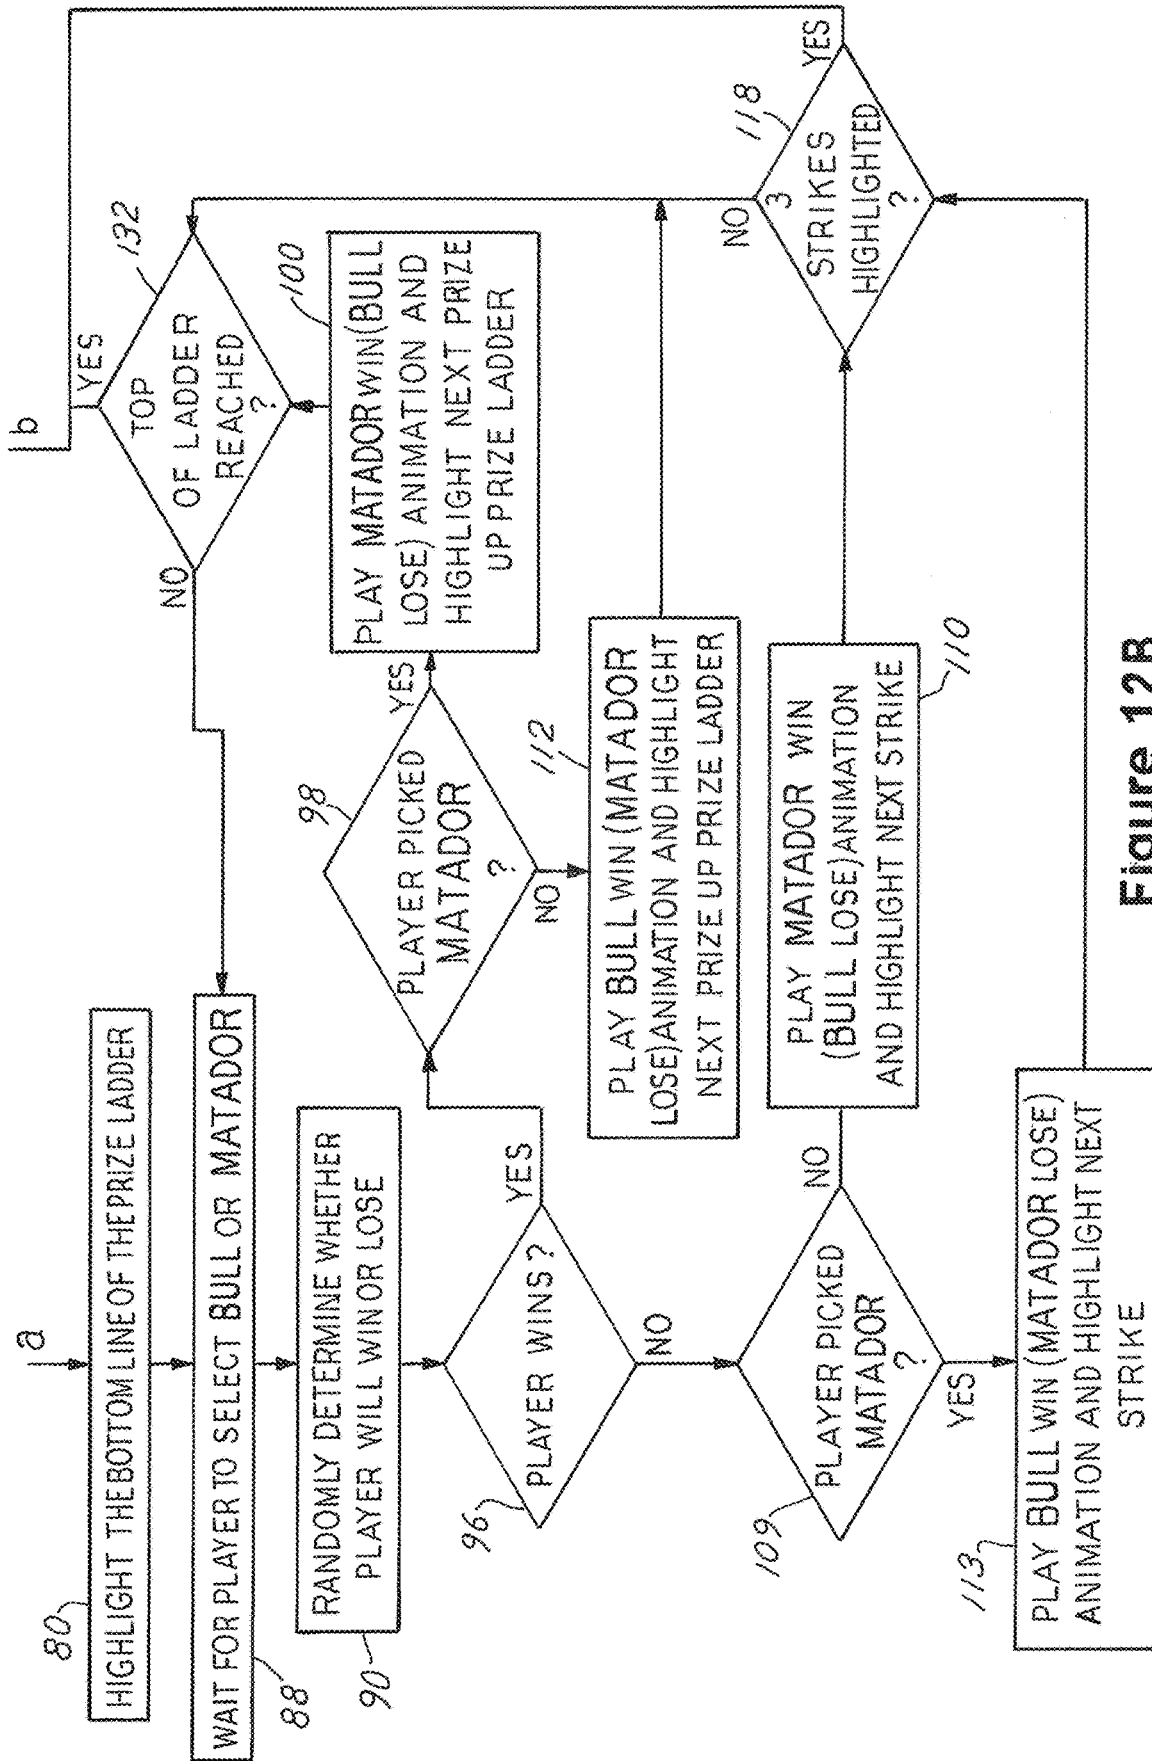 a
80
HIGHLIGHT THE BOTTOM LINE OF THE PRIZE LADDER
WAIT FOR PLAYER TO SELECT BULL OR MATADOR
88
RANDOMLY DETERMINE WHETHER
PLAYER WILL WIN OR LOSE
90
96
PLAYER WINS?
YES
NO
98
PLAYER PICKED
MATADOR
?
YES
NO
100
PLAY MATADOR WIN(BULL
LOSE) ANIMATION AND
HIGHLIGHT NEXT PRIZE
UP PRIZE LADDER
112
PLAY BULL WIN (MATADOR
LOSE)ANIMATION AND HIGHLIGHT
NEXT PRIZE UP PRIZE LADDER
109
PLAYER PICKED
MATADOR
?
NO
YES
PLAY MATADOR WIN
(BULL LOSE)ANIMATION
AND HIGHLIGHT NEXT STRIKE
110
113
PLAY BULL WIN (MATADOR LOSE)
ANIMATION AND HIGHLIGHT NEXT
STRIKE
118
3
STRIKES
HIGHLIGHTED
?
NO
YES
132
TOP
OF LADDER
REACHED
?
NO
YES
b
Figure 12B